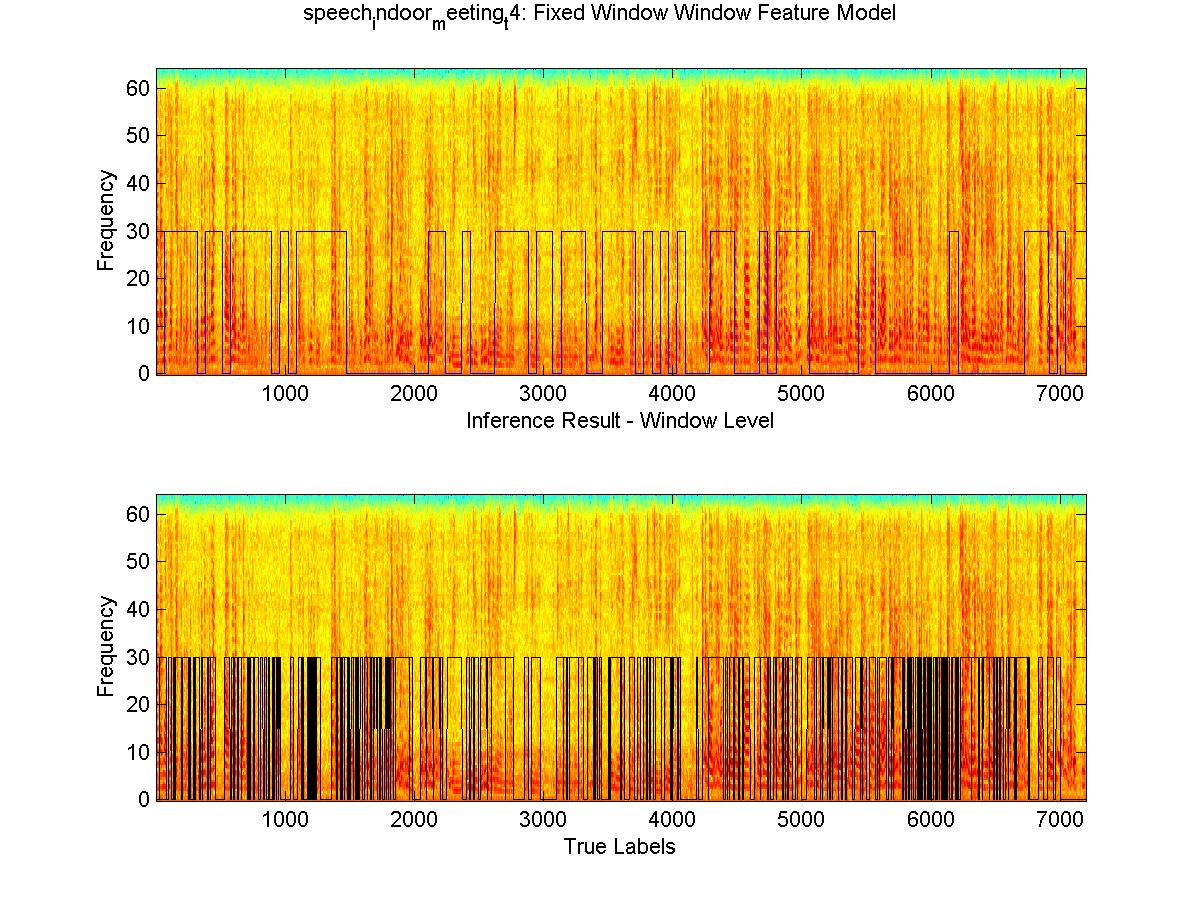 speechindoormeetingt4: Fixed Window Window Feature Model
60
50
40
30
20
10
0
Frequency
1000 2000 3000 4000 5000 6000 7000
Inference Result - Window Level
60
50
40
30
20
10
0
Frequency
1000 2000 3000 4000 5000 6000 7000
True Labels